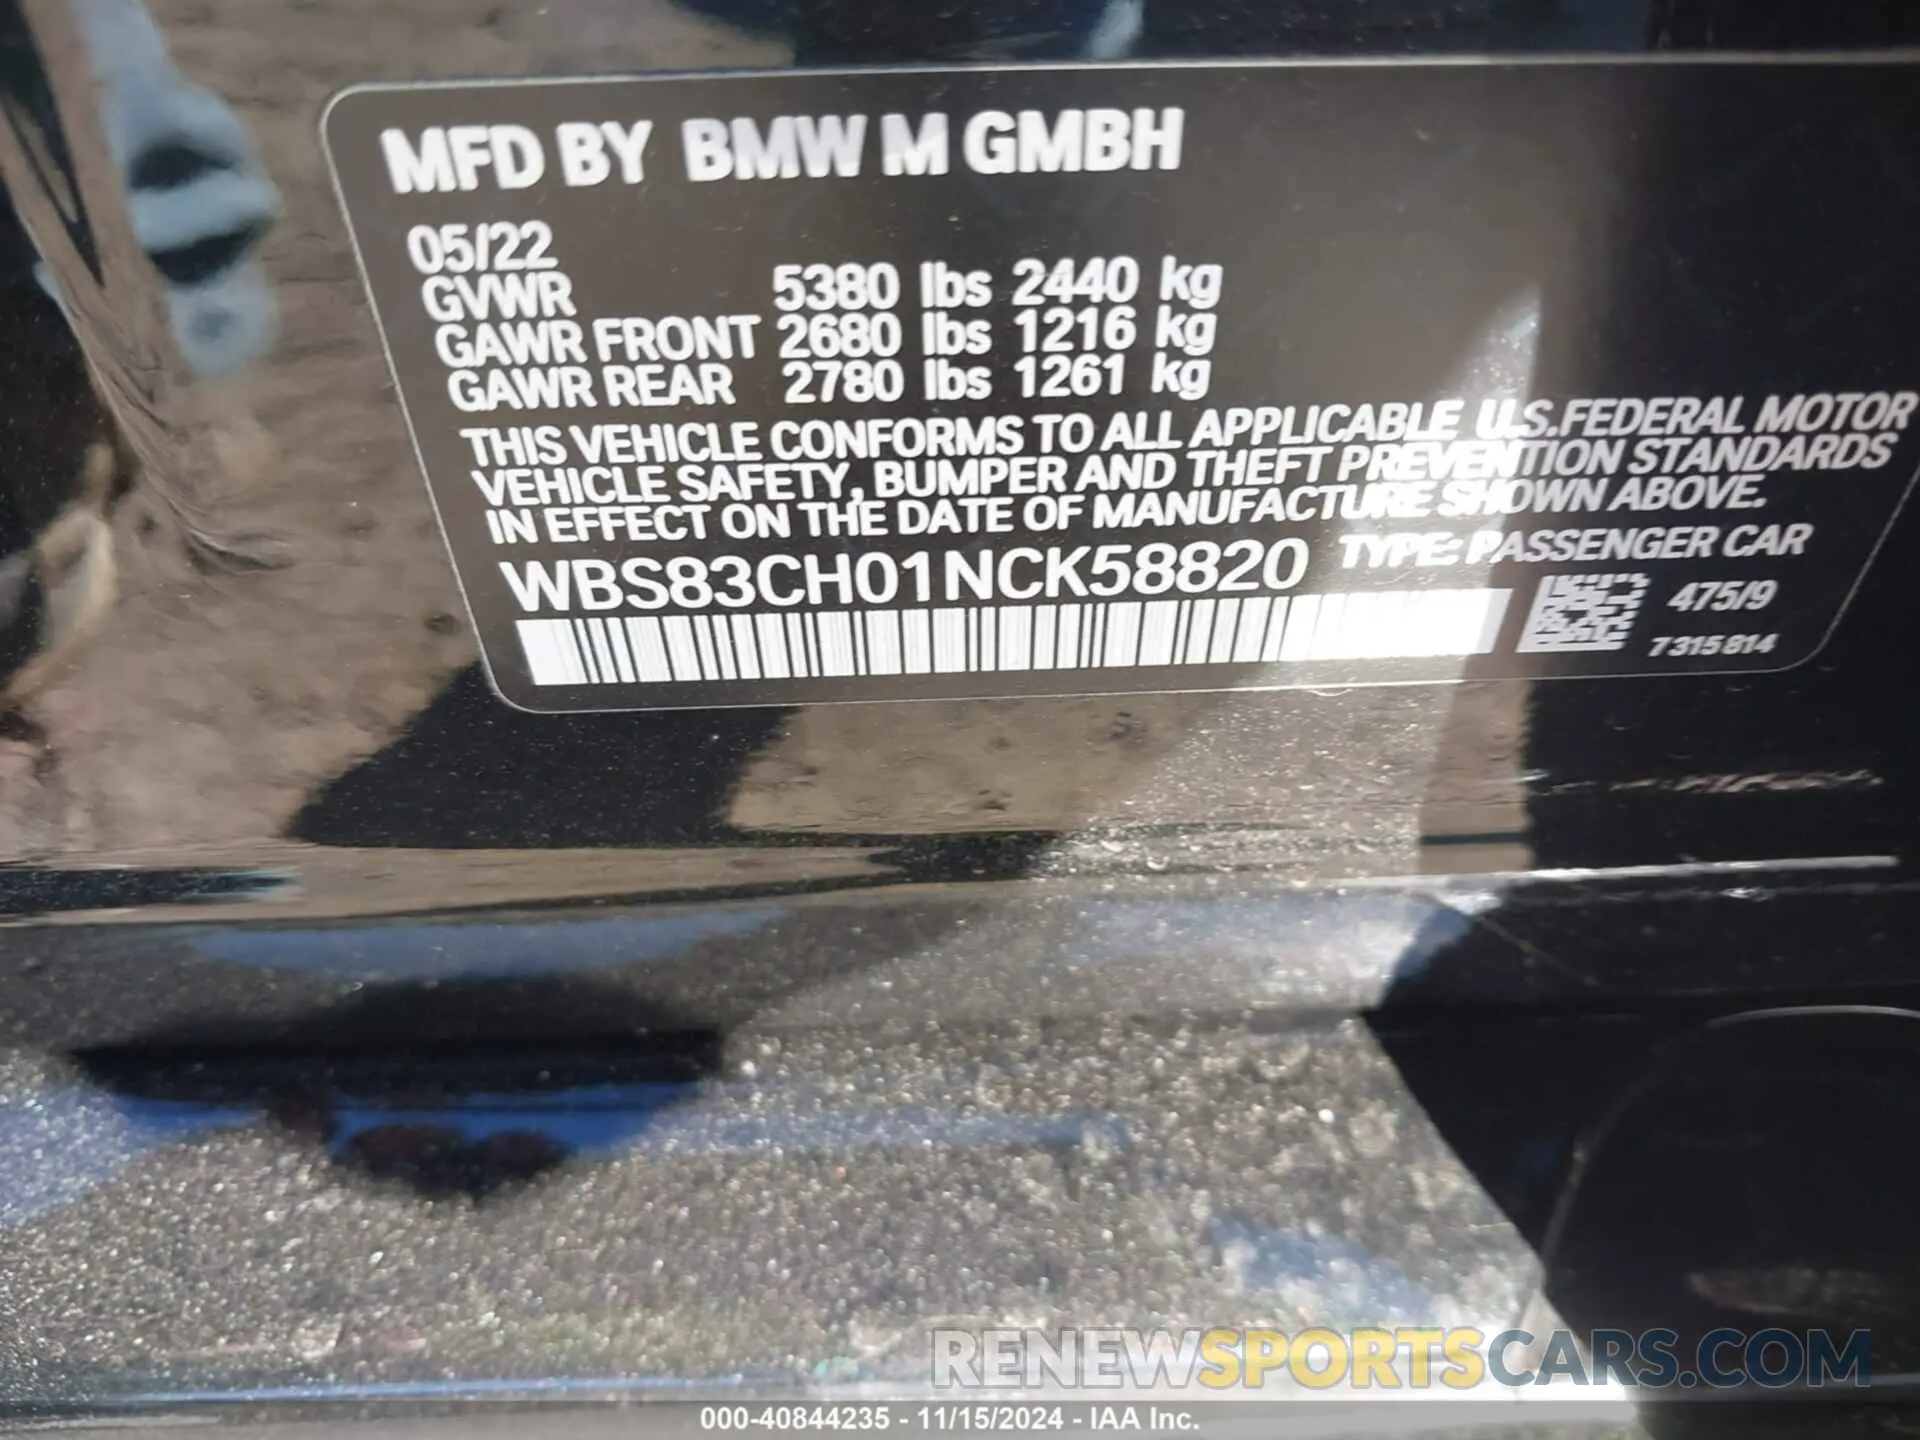 MFD BY BMW M GMBH
05/22
GVWR 5380 lbs 2440 kg
GAWR FRONT 2680 lbs 1216 kg
GAWR REAR 2780 lbs 1261 kg
THIS VEHICLE CONFORMS TO ALL APPLICABLE U.S.FEDERAL MOTOR
VEHICLE SAFETY, BUMPER AND THEFT PREVENTION STANDARDS
IN EFFECT ON THE DATE OF MANUFACTURE SHOWN ABOVE.
WBS83CH01NCK58820 TYPE: PASSENGER CAR
475/9
7 315 814
RENEWSPORTSCARS.COM
000-40844235 - 11/15/2024 - IAA Inc.